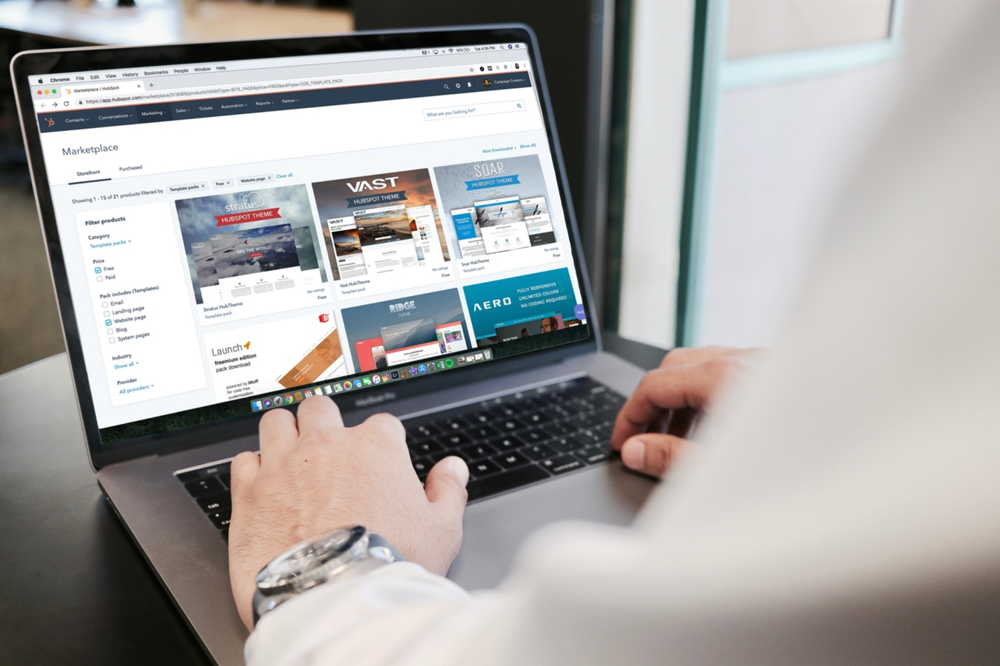 Chrome File Edit View History Bookmarks People Window Help
Tue 4:34 PM
Marketplace | HubSpot
https://app.hubspot.com/marketplace/313589/products?childType=SITE_PAGE&price=FREE&subType=COS_TEMPLATE_PACK
Contacts Conversations Marketing Sales Tickets Automation Reports Partner
Campaign Creators
Marketplace
What are you looking for?
Storefront Purchased
Most Downloaded (Show all)
Showing 1 - 15 of 21 products filtered by Template packs Free Website page Clear all
Filter products
Category
Template packs
Price
Free
Paid
Pack includes (Templates)
Email
Landing page
Website page
Blog
System pages
Industry
Show all
Provider
All providers
stratus
HUBSPOT THEME
SEE THE WORLD
Stratus HubTheme
No ratings
Template pack
Free
VAST
HUBSPOT THEME
VAST
Vast HubTheme
No ratings
Template pack
Free
SOAR
HUBSPOT THEME
Soar HubTheme
No ratings
Template pack
Free
Launch
freemium edition
pack download
powered by liftoff
for code free
customization
RIDGE
THEME
AERO
FULLY RESPONSIVE
UNLIMITED COLORS
NO CODING REQUIRED
JOIN THE
Help
MacBook Pro
tab